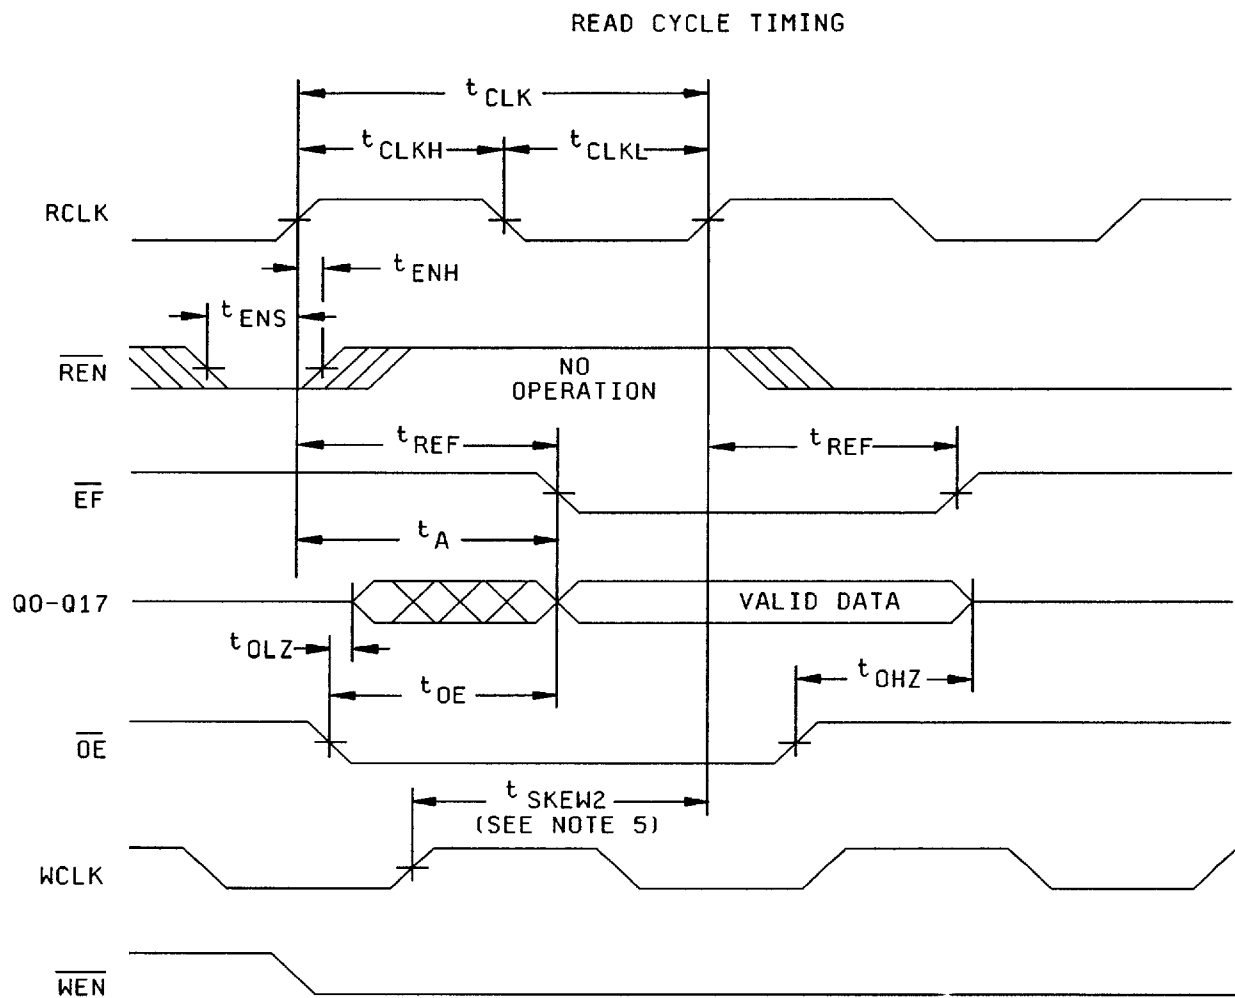 READ CYCLE TIMING
tCLK
tCLKH
tCLKL
RCLK
tENH
tENS
REN
NO
OPERATION
tREF
tREF
EF
tA
Q0-Q17
VALID DATA
tOLZ
tOE
tOHZ
OE
tSKEW2
(SEE NOTE 5)
WCLK
WEN